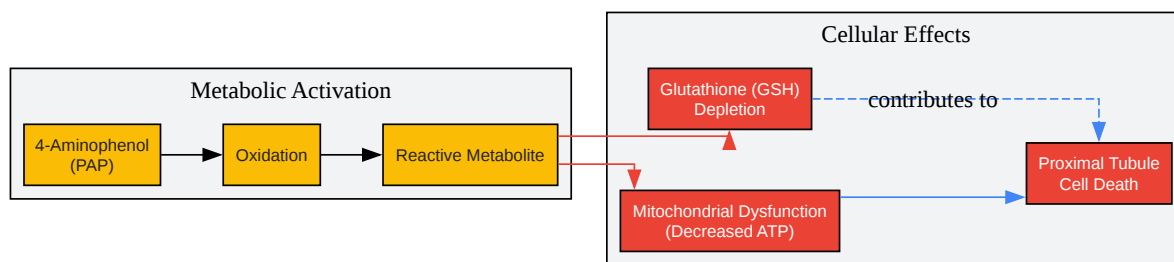 Cellular Effects
Metabolic Activation
Glutathione (GSH)
Depletion
contributes to
4-Aminophenol
(PAP)
Oxidation
Reactive Metabolite
Proximal Tubule
Cell Death
Mitochondrial Dysfunction
(Decreased ATP)